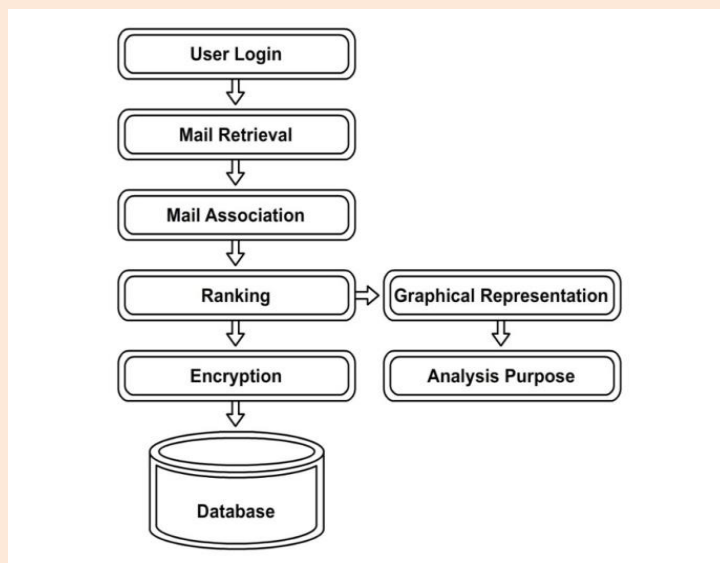 User Login
Mail Retrieval
Mail Association
Ranking
Graphical Representation
Encryption
Analysis Purpose
Database